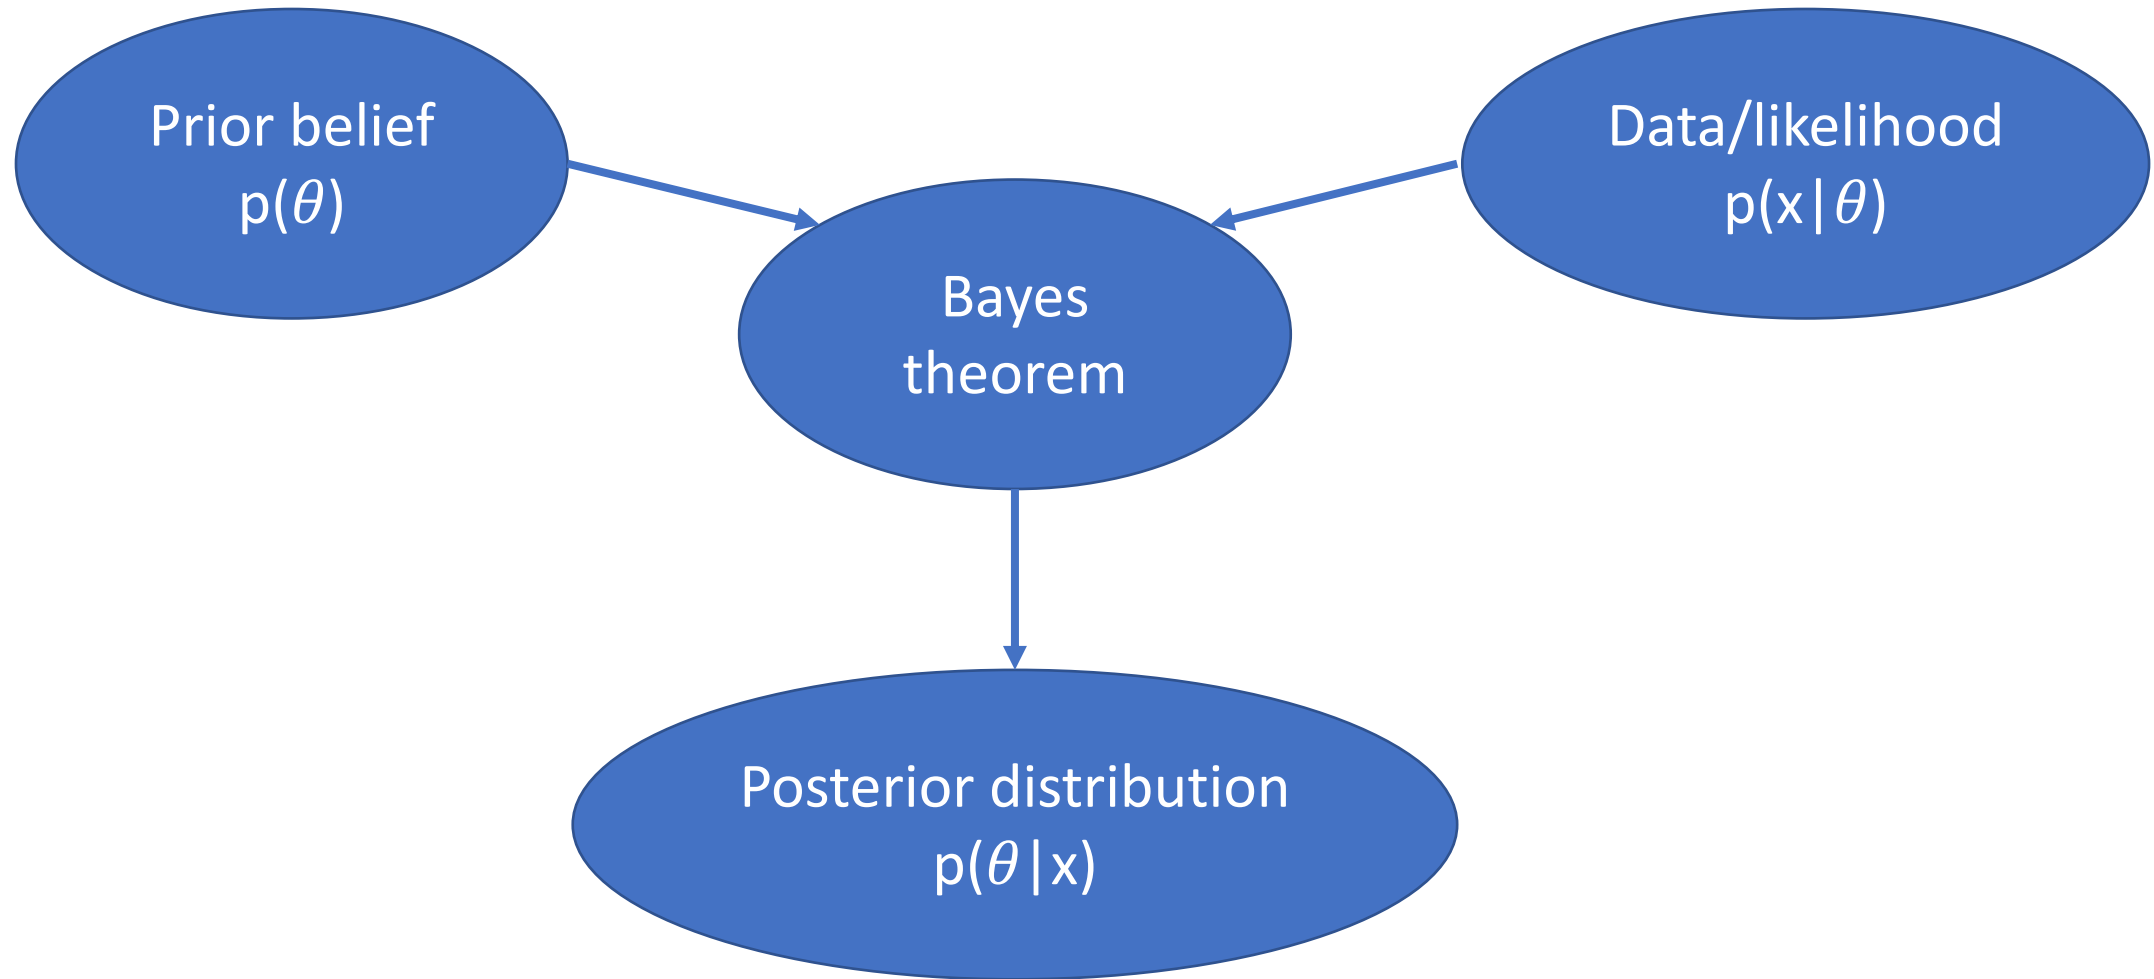 Prior belief
p(𝜃)
Data/likelihood
p(x|𝜃)
Bayes
theorem
Posterior distribution
p(𝜃|x)